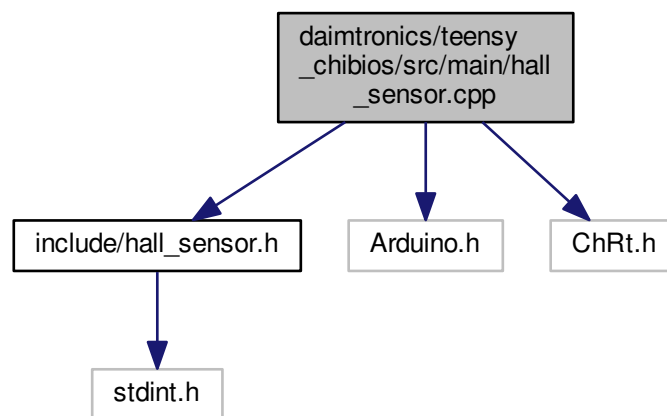 daimtronics/teensy
_chibios/src/main/hall
_sensor.cpp
include/hall_sensor.h
Arduino.h
ChRt.h
stdint.h